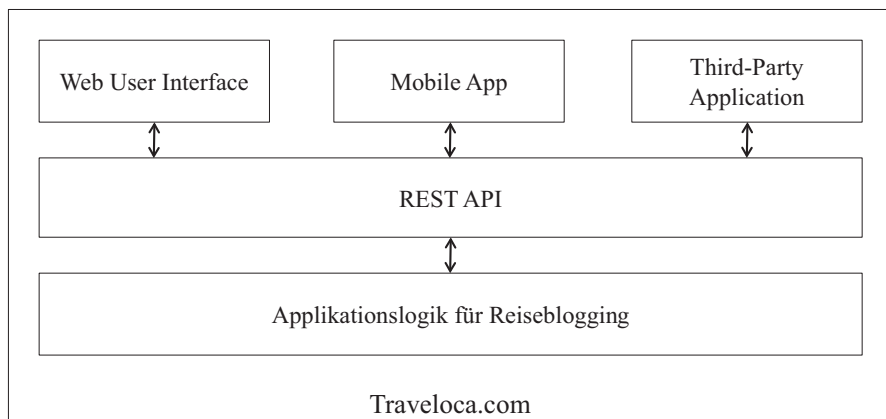 Web User Interface
Mobile App
Third-Party
Application
REST API
Applikationslogik für Reiseblogging
Traveloca.com